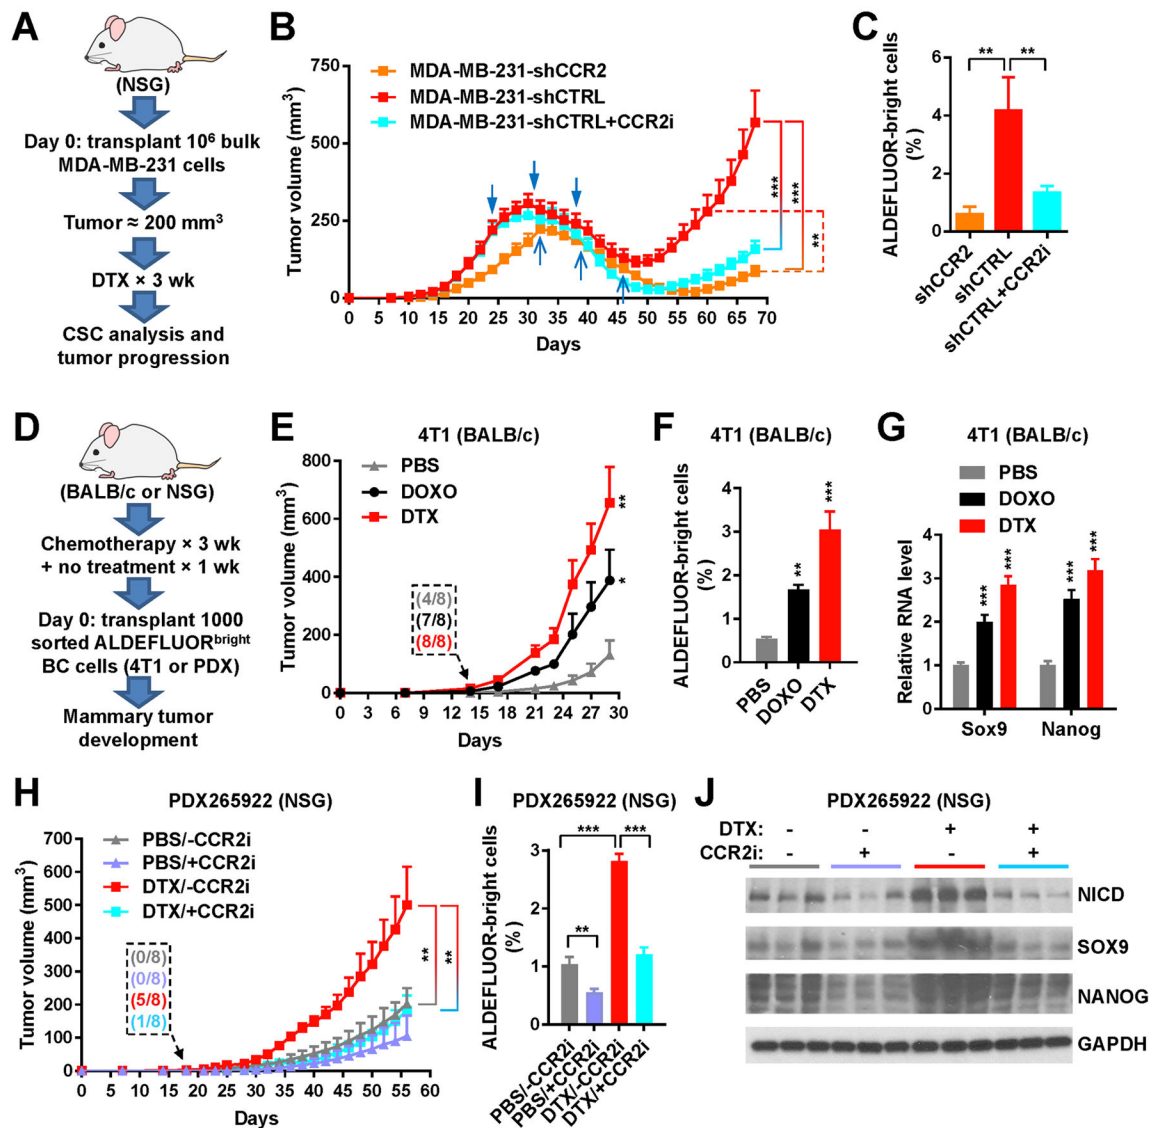 A
(NSG)
Day 0: transplant 10⁶ bulk
MDA-MB-231 cells
Tumor ≈ 200 mm³
DTX × 3 wk
CSC analysis and
tumor progression
B
MDA-MB-231-shCCR2
MDA-MB-231-shCTRL
MDA-MB-231-shCTRL+CCR2i
Tumor volume (mm³)
750
500
250
0
0 5 10 15 20 25 30 35 40 45 50 55 60 65 70
Days
***
***
**
C
ALDEFLUOR-bright cells
(%)
6
4
2
0
** **
shCCR2
shCTRL
shCTRL+CCR2i
D
(BALB/c or NSG)
Chemotherapy × 3 wk
+ no treatment × 1 wk
Day 0: transplant 1000
sorted ALDEFLUORbright
BC cells (4T1 or PDX)
Mammary tumor
development
E
4T1 (BALB/c)
PBS
DOXO
DTX
Tumor volume (mm³)
800
600
400
200
0
(4/8)
(7/8)
(8/8)
**
*
0 3 6 9 12 15 18 21 24 27 30
Days
F
4T1 (BALB/c)
ALDEFLUOR-bright cells
(%)
4
3
2
1
0
**
***
PBS
DOXO
DTX
G
4T1 (BALB/c)
PBS
DOXO
DTX
Relative RNA level
4
3
2
1
0
***
***
***
***
Sox9 Nanog
H
PDX265922 (NSG)
PBS/-CCR2i
PBS/+CCR2i
DTX/-CCR2i
DTX/+CCR2i
Tumor volume (mm³)
700
600
500
400
300
200
100
0
(0/8)
(0/8)
(5/8)
(1/8)
**
**
0 5 10 15 20 25 30 35 40 45 50 55 60
Days
I
PDX265922 (NSG)
ALDEFLUOR-bright cells
(%)
3
2
1
0
*** ***
**
PBS/-CCR2i
PBS/+CCR2i
DTX/-CCR2i
DTX/+CCR2i
J
PDX265922 (NSG)
DTX: - - + +
CCR2i: - + - +
NICD
SOX9
NANOG
GAPDH